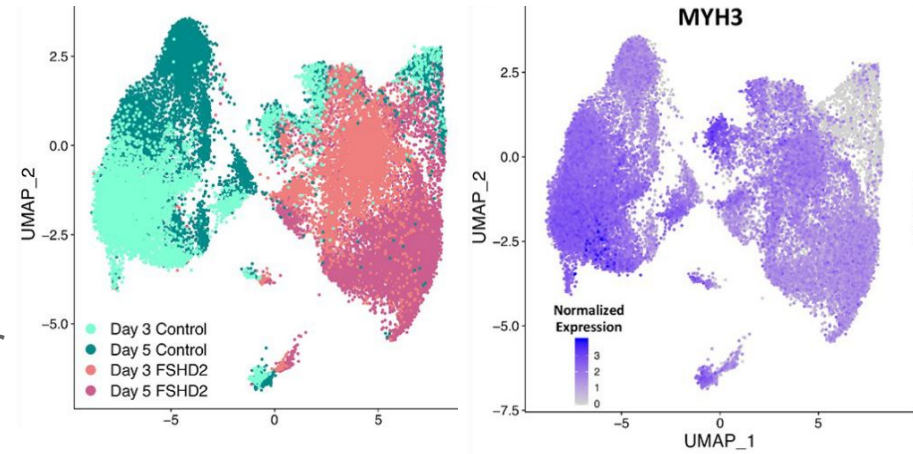 MYH3
UMAP_2
2.5
0.0
−2.5
−5.0
−5
0
5
Day 3 Control
Day 5 Control
Day 3 FSHD2
Day 5 FSHD2
UMAP_2
2.5
0.0
−2.5
−5.0
−7.5
Normalized
Expression
3
2
1
0
−5
0
5
UMAP_1